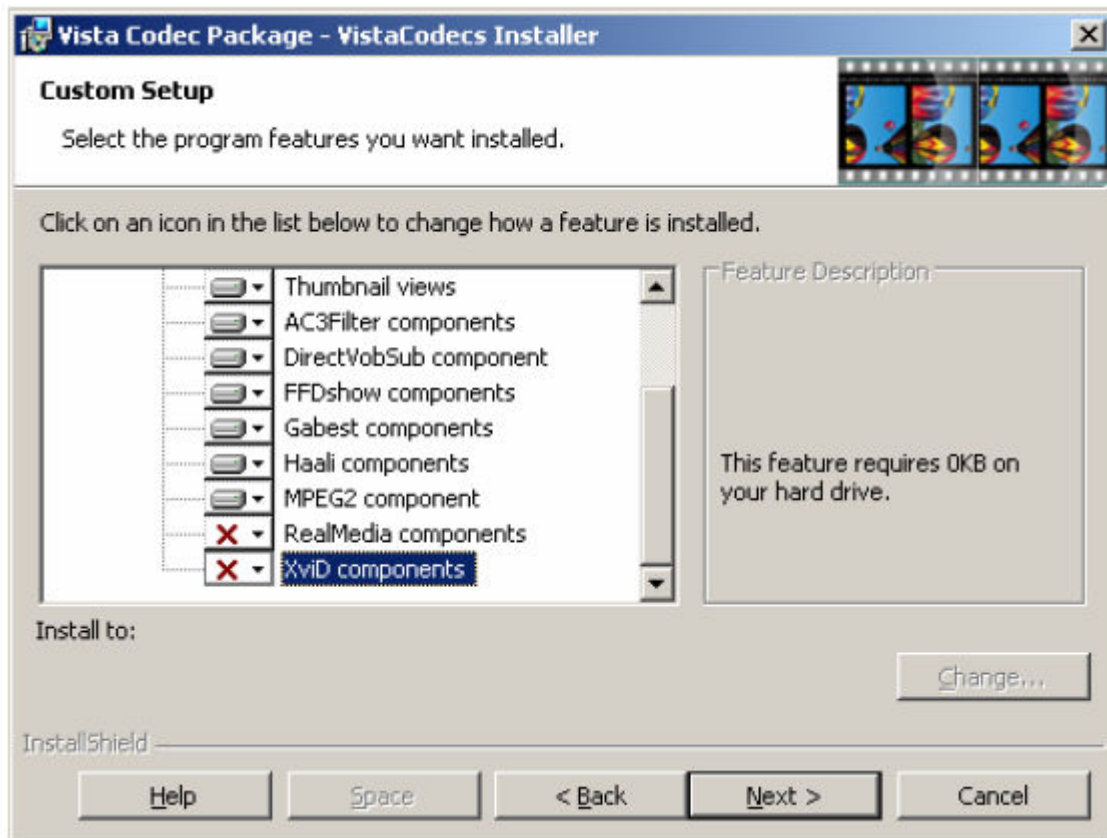 Vista Codec Package - VistaCodecs Installer
Custom Setup
Select the program features you want installed.
Click on an icon in the list below to change how a feature is installed.
Thumbnail views
AC3Filter components
DirectVobSub component
FFDshow components
Gabest components
Haali components
MPEG2 component
RealMedia components
XviD components
Feature Description
This feature requires 0KB on
your hard drive.
Install to:
Change...
InstallShield
Help
Space
< Back
Next >
Cancel